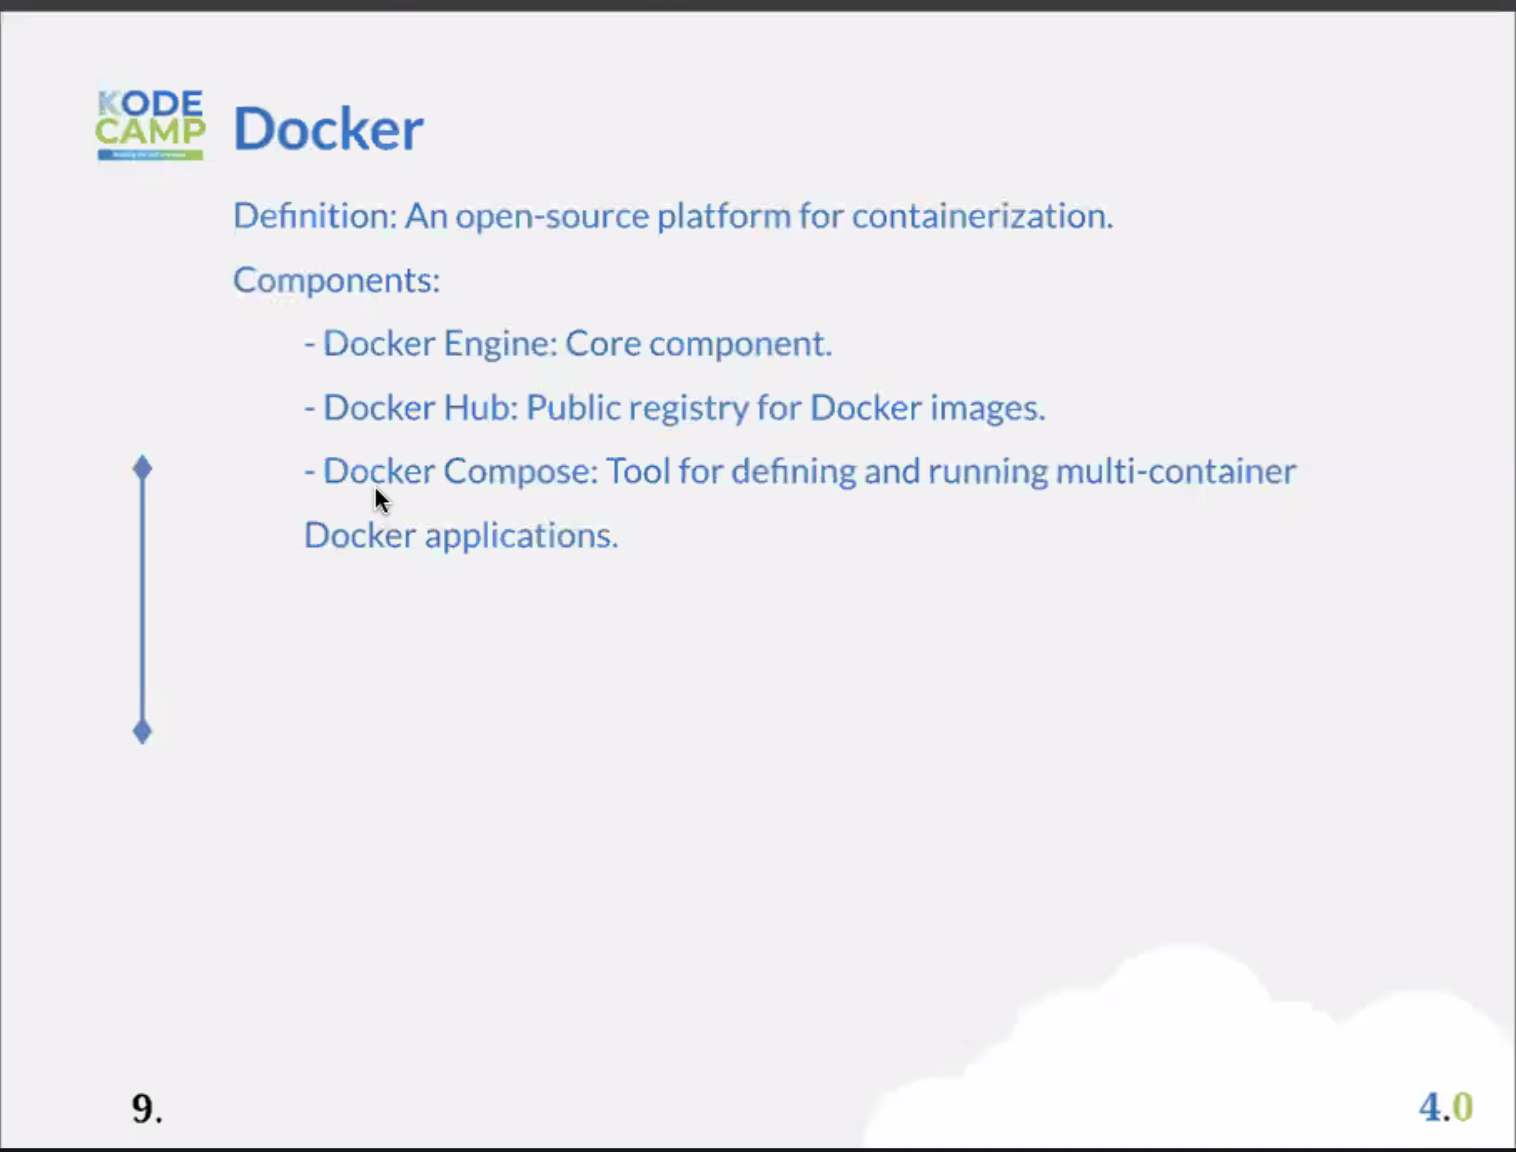 KODE
CAMP
Docker
Definition: An open-source platform for containerization.
Components:
- Docker Engine: Core component.
- Docker Hub: Public registry for Docker images.
- Docker Compose: Tool for defining and running multi-container
Docker applications.
9.
4.0